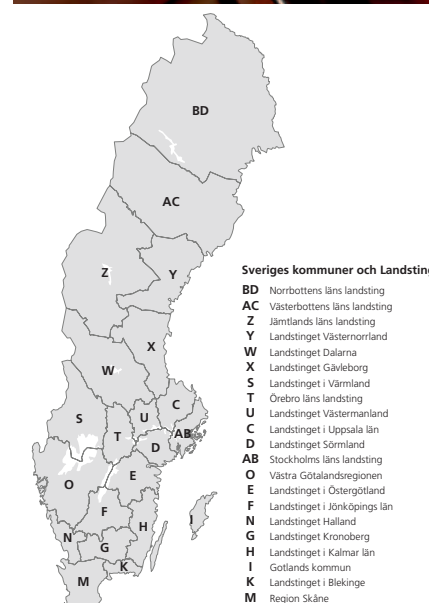 BD
AC
Z
Y
X
W
C
U
S
AB
T
D
E
O
F
I
H
N
G
K
M
Sveriges kommuner och Landsting
BD Norrbottens läns landsting
AC Västerbottens läns landsting
Z Jämtlands läns landsting
Y Landstinget Västernorrland
W Landstinget Dalarna
X Landstinget Gävleborg
S Landstinget i Värmland
T Örebro läns landsting
U Landstinget Västermanland
C Landstinget i Uppsala län
D Landstinget Sörmland
AB Stockholms läns landsting
O Västra Götalandsregionen
E Landstinget i Östergötland
F Landstinget i Jönköpings län
N Landstinget Halland
G Landstinget Kronoberg
H Landstinget i Kalmar län
I Gotlands kommun
K Landstinget i Blekinge
M Region Skåne